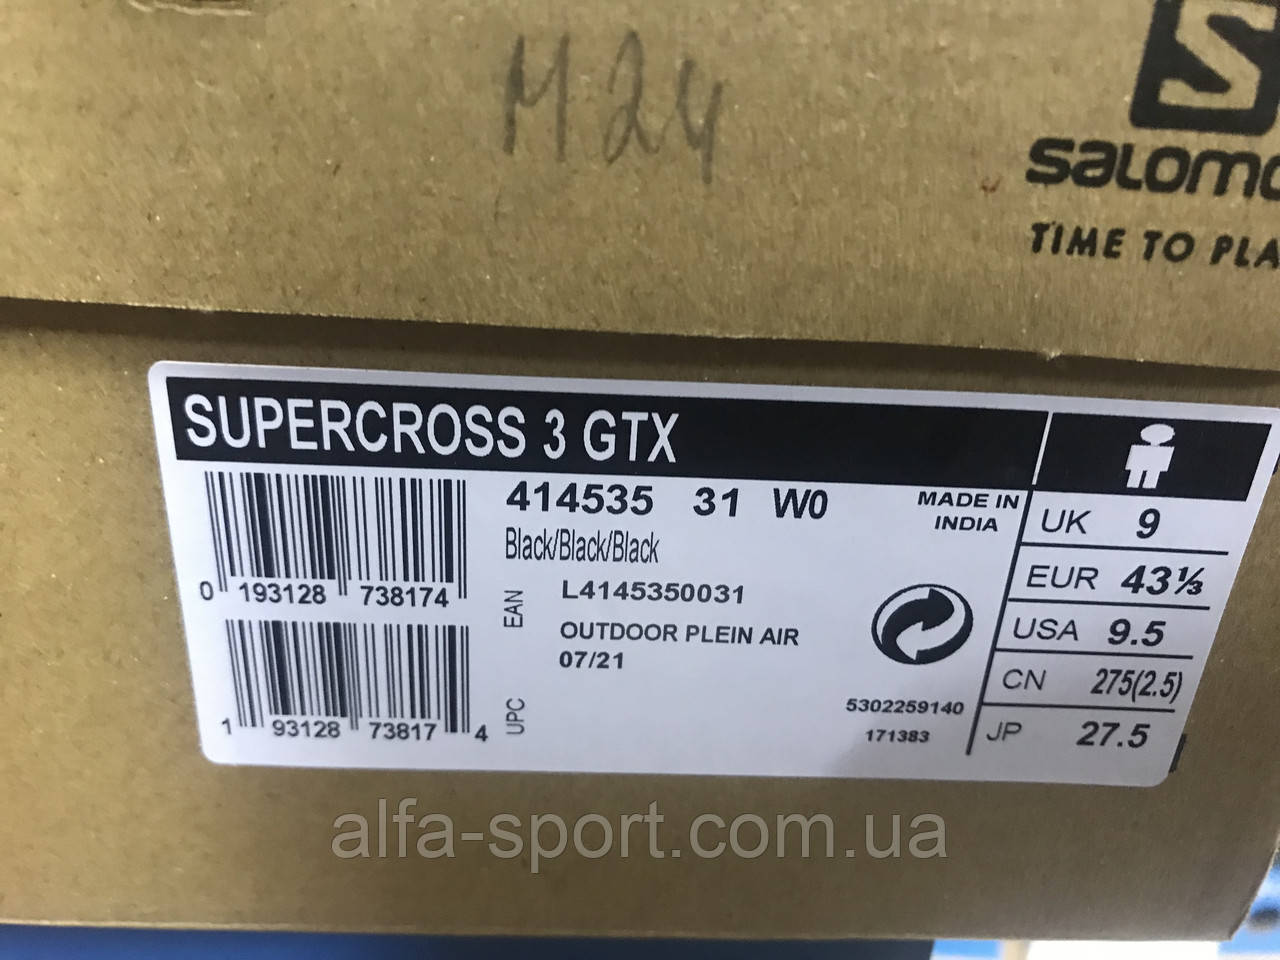 M24
S
SALOMO
TIME TO PLA
SUPERCROSS 3 GTX
414535 31 W0
Black/Black/Black
MADE IN
INDIA
0 193128 738174
EAN
L4145350031
OUTDOOR PLEIN AIR
07/21
1 93128 73817 4
UPC
5302259140
171383
UK 9
EUR 43⅓
USA 9.5
CN 275(2.5)
JP 27.5
alfa-sport.com.ua